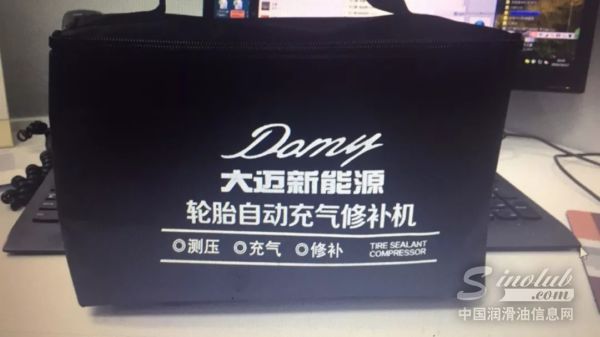 Damy
大迈新能源
轮胎自动充气修补机
◎测压 ◎充气 ◎修补 TIRE SEALANT
COMPRESSOR
Sinolub
.com
中国润滑油信息网